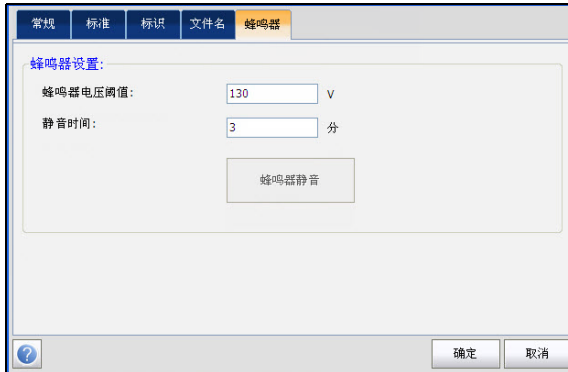 常规 标准 标识 文件名 蜂鸣器
蜂鸣器设置:
蜂鸣器电压阈值: 130 V
静音时间: 3 分
蜂鸣器静音
? 确定 取消